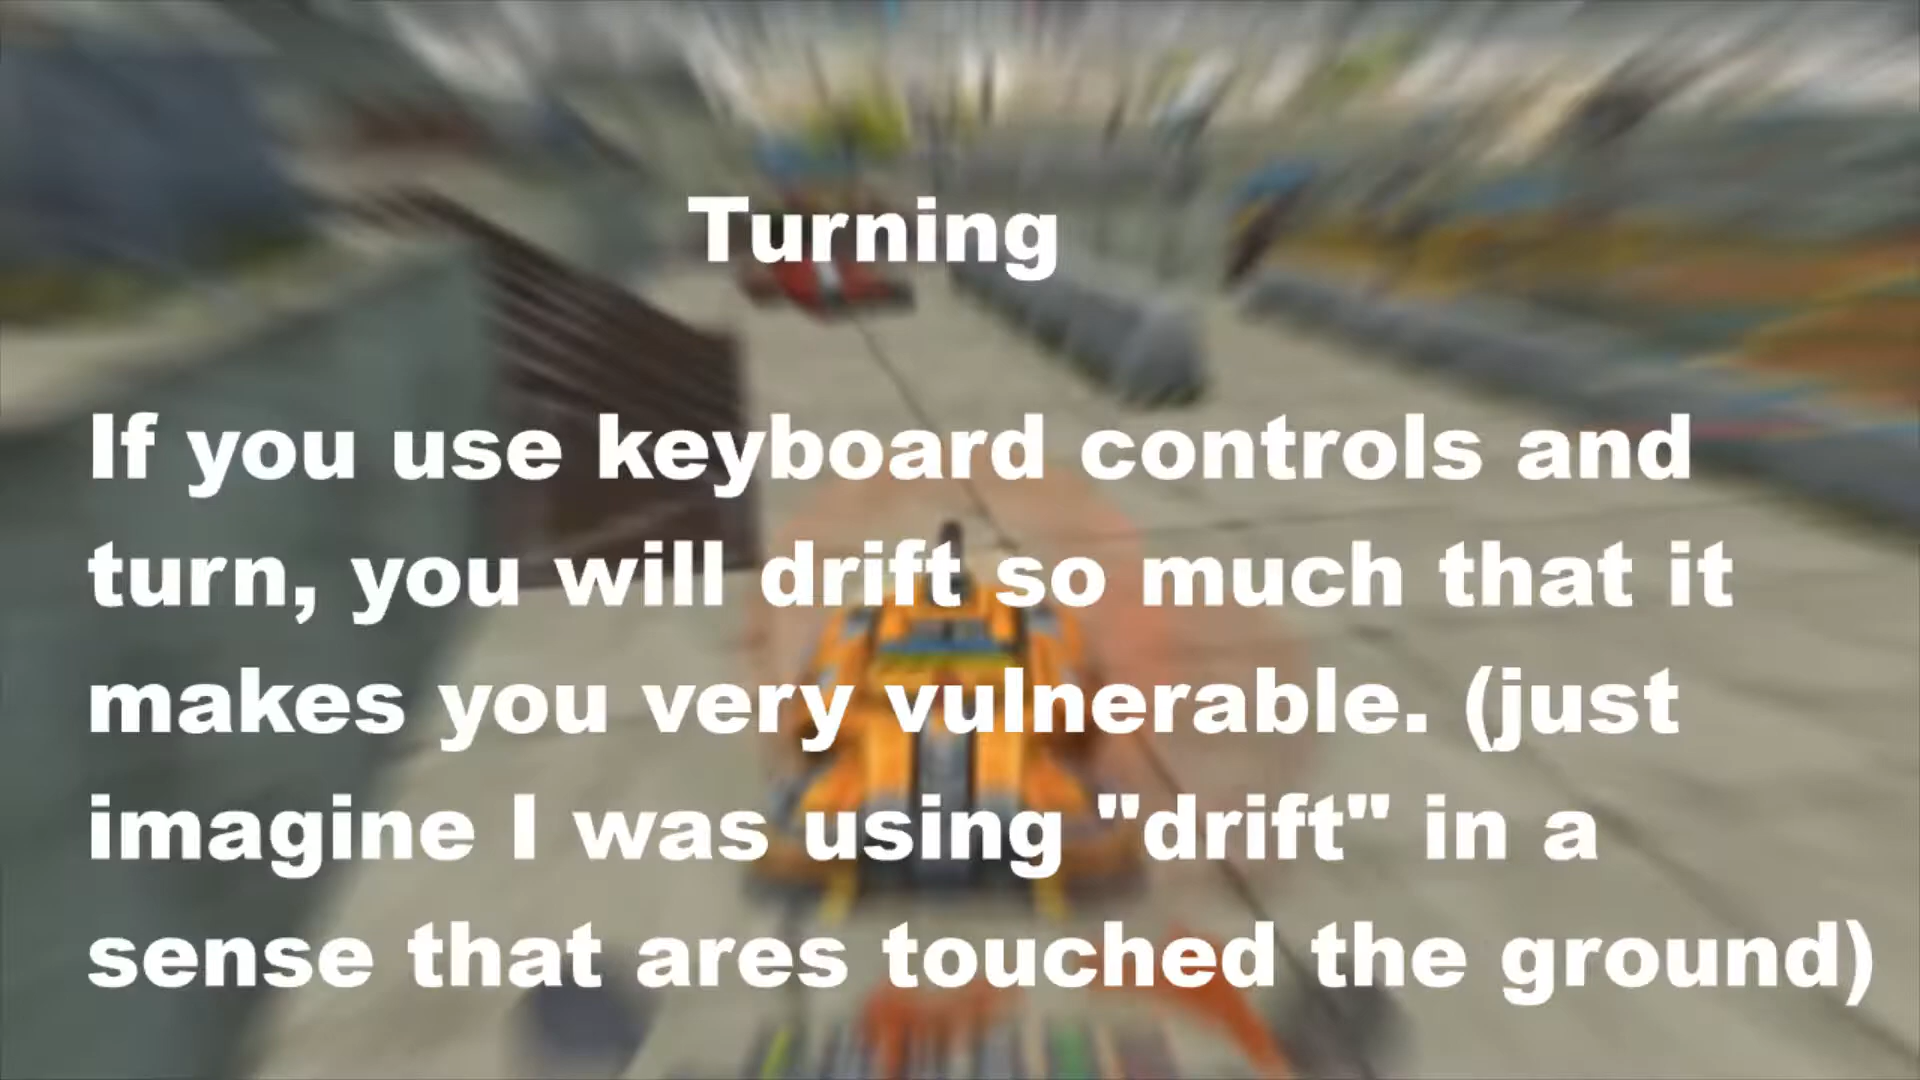 Turning
If you use keyboard controls and
turn, you will drift so much that it
makes you very vulnerable. (just
imagine I was using "drift" in a
sense that ares touched the ground)